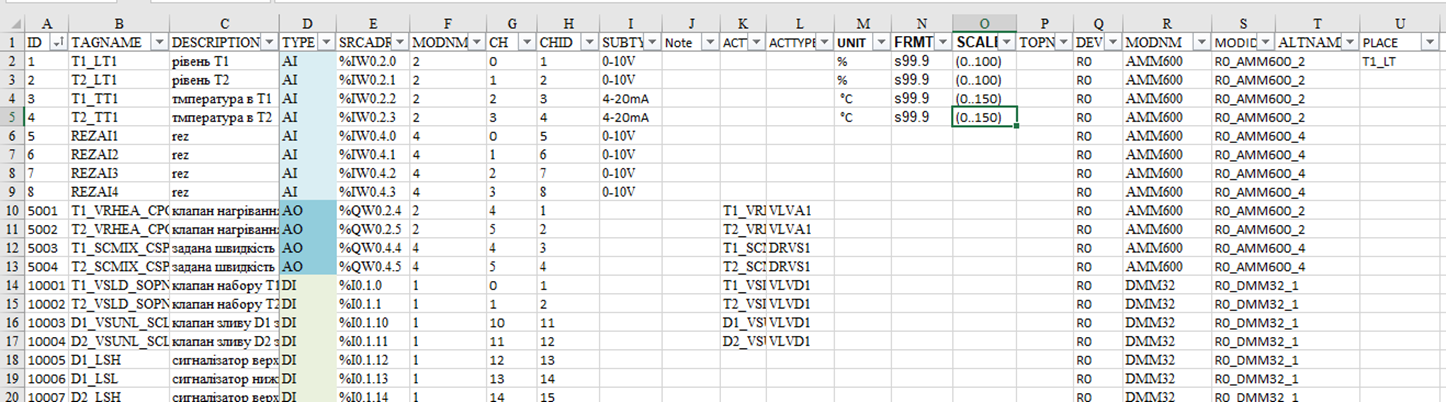 A B C D E F G H I J K L M N O P Q R S T U
1 ID TAGNAME DESCRIPTION TYPE SRCADR MODNM CH CHID SUBTY Note ACT ACTTYPE UNIT FRMT SCALI TOPN DEV MODNM MODID ALTNAM PLACE
2 1 T1_LT1 рівень Т1 AI %IW0.2.0 2 0 1 0-10V % s99.9 (0..100) R0 AMM600 R0_AMM600_2 T1_LT
3 2 T2_LT1 рівень Т2 AI %IW0.2.1 2 1 2 0-10V % s99.9 (0..100) R0 AMM600 R0_AMM600_2
4 3 T1_TT1 тмпература в Т1 AI %IW0.2.2 2 2 3 4-20mA °C s99.9 (0..150) R0 AMM600 R0_AMM600_2
5 4 T2_TT1 тмпература в Т2 AI %IW0.2.3 2 3 4 4-20mA °C s99.9 (0..150) R0 AMM600 R0_AMM600_2
6 5 REZAI1 rez AI %IW0.4.0 4 0 5 0-10V R0 AMM600 R0_AMM600_4
7 6 REZAI2 rez AI %IW0.4.1 4 1 6 0-10V R0 AMM600 R0_AMM600_4
8 7 REZAI3 rez AI %IW0.4.2 4 2 7 0-10V R0 AMM600 R0_AMM600_4
9 8 REZAI4 rez AI %IW0.4.3 4 3 8 0-10V R0 AMM600 R0_AMM600_4
10 5001 T1_VRHEA_CPO клапан нагрівання AO %QW0.2.4 2 4 1 T1_VRI VLVA1 R0 AMM600 R0_AMM600_2
11 5002 T2_VRHEA_CPO клапан нагрівання AO %QW0.2.5 2 5 2 T2_VRI VLVA1 R0 AMM600 R0_AMM600_2
12 5003 T1_SCMIX_CSP задана швидкість AO %QW0.4.4 4 4 3 T1_SCN DRVS1 R0 AMM600 R0_AMM600_4
13 5004 T2_SCMIX_CSP задана швидкість AO %QW0.4.5 4 5 4 T2_SCN DRVS1 R0 AMM600 R0_AMM600_4
14 10001 T1_VSLD_SOPN клапан набору Т1 DI %I0.1.0 1 0 1 T1_VSI VLVD1 R0 DMM32 R0_DMM32_1
15 10002 T2_VSLD_SOPN клапан набору Т2 DI %I0.1.1 1 1 2 T2_VSI VLVD1 R0 DMM32 R0_DMM32_1
16 10003 D1_VSUNL_SCL клапан зливу D1 з DI %I0.1.10 1 10 11 D1_VSU VLVD1 R0 DMM32 R0_DMM32_1
17 10004 D2_VSUNL_SCL клапан зливу D2 з DI %I0.1.11 1 11 12 D2_VSU VLVD1 R0 DMM32 R0_DMM32_1
18 10005 D1_LSH сигналізатор верх DI %I0.1.12 1 12 13 R0 DMM32 R0_DMM32_1
19 10006 D1_LSL сигналізатор ниж DI %I0.1.13 1 13 14 R0 DMM32 R0_DMM32_1
20 10007 D2_LSH сигналізатор верх DI %I0.1.14 1 14 15 R0 DMM32 R0_DMM32_1